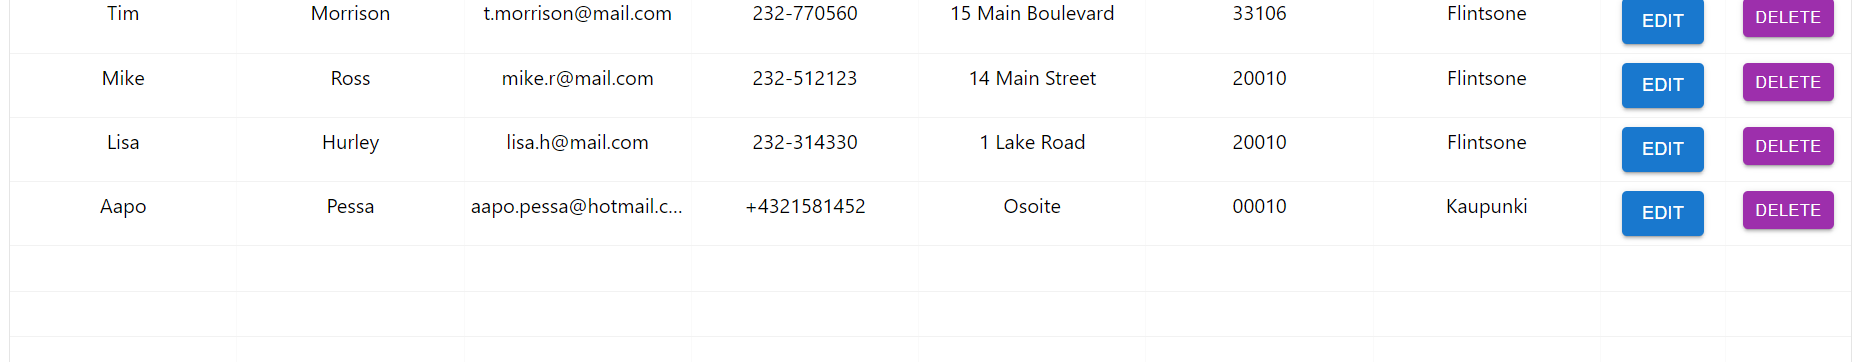 Tim Morrison t.morrison@mail.com 232-770560 15 Main Boulevard 33106 Flintsone EDIT DELETE
Mike Ross mike.r@mail.com 232-512123 14 Main Street 20010 Flintsone EDIT DELETE
Lisa Hurley lisa.h@mail.com 232-314330 1 Lake Road 20010 Flintsone EDIT DELETE
Aapo Pessa aapo.pessa@hotmail.c... +4321581452 Osoite 00010 Kaupunki EDIT DELETE